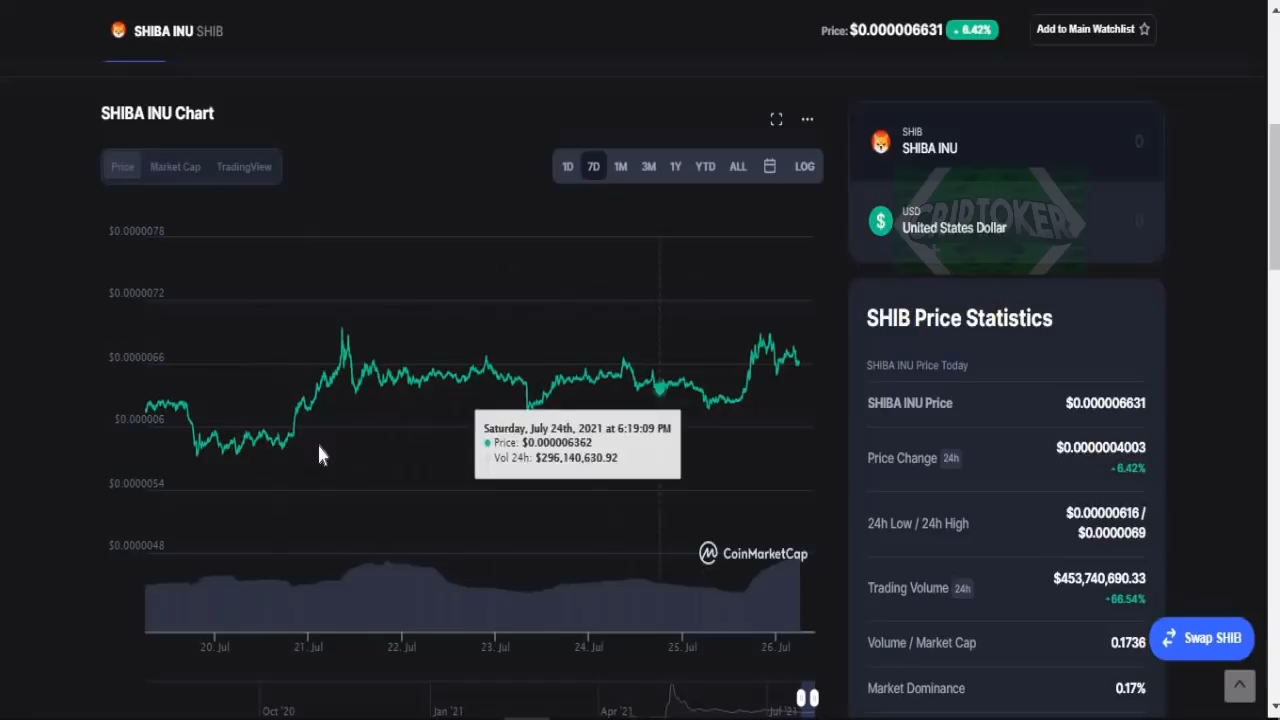 SHIBA INU SHIB
Price: $0.000006631 6.42%
Add to Main Watchlist
SHIBA INU Chart
Price Market Cap TradingView
1D 7D 1M 3M 1Y YTD ALL LOG
$0.0000078
$0.0000072
$0.0000066
$0.000006
$0.0000054
$0.0000048
Saturday, July 24th, 2021 at 6:19:09 PM
Price: $0.000006362
Vol 24h: $296,140,630.92
CoinMarketCap
20. Jul 21. Jul 22. Jul 23. Jul 24. Jul 25. Jul 26. Jul
Oct '20 Jan '21 Apr '21 Jul '21
SHIB
SHIBA INU 0
USD
United States Dollar 0
CRIPTOKER
SHIB Price Statistics
SHIBA INU Price Today
SHIBA INU Price $0.000006631
Price Change 24h $0.0000004003
6.42%
24h Low / 24h High $0.00000616 /
$0.0000069
Trading Volume 24h $453,740,690.33
66.54%
Volume / Market Cap 0.1736
Market Dominance 0.17%
Swap SHIB